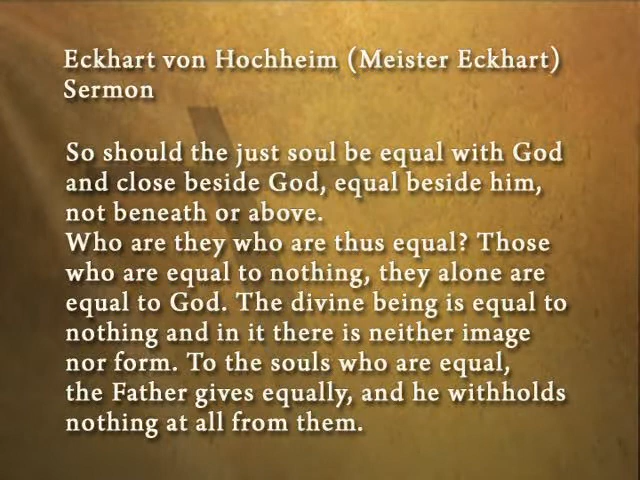 Eckhart von Hochheim (Meister Eckhart)
Sermon
So should the just soul be equal with God
and close beside God, equal beside him,
not beneath or above.
Who are they who are thus equal? Those
who are equal to nothing, they alone are
equal to God. The divine being is equal to
nothing and in it there is neither image
nor form. To the souls who are equal,
the Father gives equally, and he withholds
nothing at all from them.